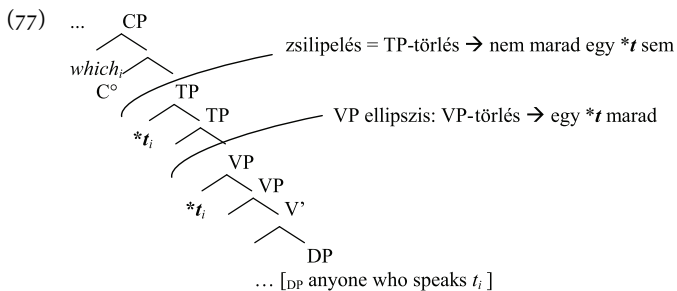 (77) ... CP
zsilipelés = TP-törlés → nem marad egy *t sem
which_i
C° TP
TP VP ellipszis: VP-törlés → egy *t marad
*t_i
VP
VP
*t_i V’
DP
… [DP anyone who speaks t_i ]